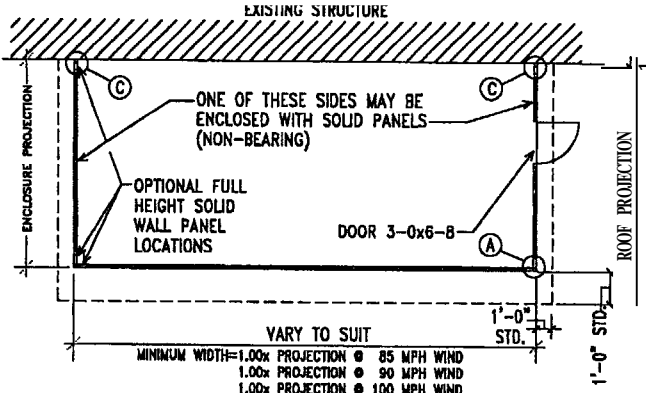 EXISTING STRUCTURE
C
C
ONE OF THESE SIDES MAY BE
ENCLOSED WITH SOLID PANELS
(NON-BEARING)
ENCLOSURE PROJECTION
ROOF PROJECTION
OPTIONAL FULL
HEIGHT SOLID
WALL PANEL
LOCATIONS
DOOR 3-0x6-8
A
1'-0"
STD.
1'-0" STD.
VARY TO SUIT
MINIMUM WIDTH=1.00x PROJECTION @ 85 MPH WIND
1.00x PROJECTION @ 90 MPH WIND
1.00x PROJECTION @ 100 MPH WIND